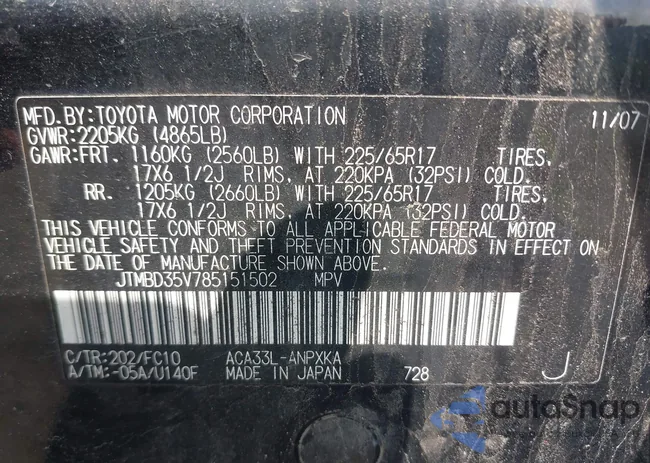 MFD.BY:TOYOTA MOTOR CORPORATION 11/07
GVWR:2205KG (4865LB)
GAWR:FRT. 1160KG (2560LB) WITH 225/65R17 TIRES,
17X6 1/2J RIMS, AT 220KPA (32PSI) COLD.
RR. 1205KG (2660LB) WITH 225/65R17 TIRES,
17X6 1/2J RIMS, AT 220KPA (32PSI) COLD.
THIS VEHICLE CONFORMS TO ALL APPLICABLE FEDERAL MOTOR
VEHICLE SAFETY AND THEFT PREVENTION STANDARDS IN EFFECT ON
THE DATE OF MANUFACTURE SHOWN ABOVE.
JTMBD35V785151502 MPV
C/TR:202/FC10 ACA33L-ANPXKA
A/TM:-05A/U140F MADE IN JAPAN 728 J
autoSnap